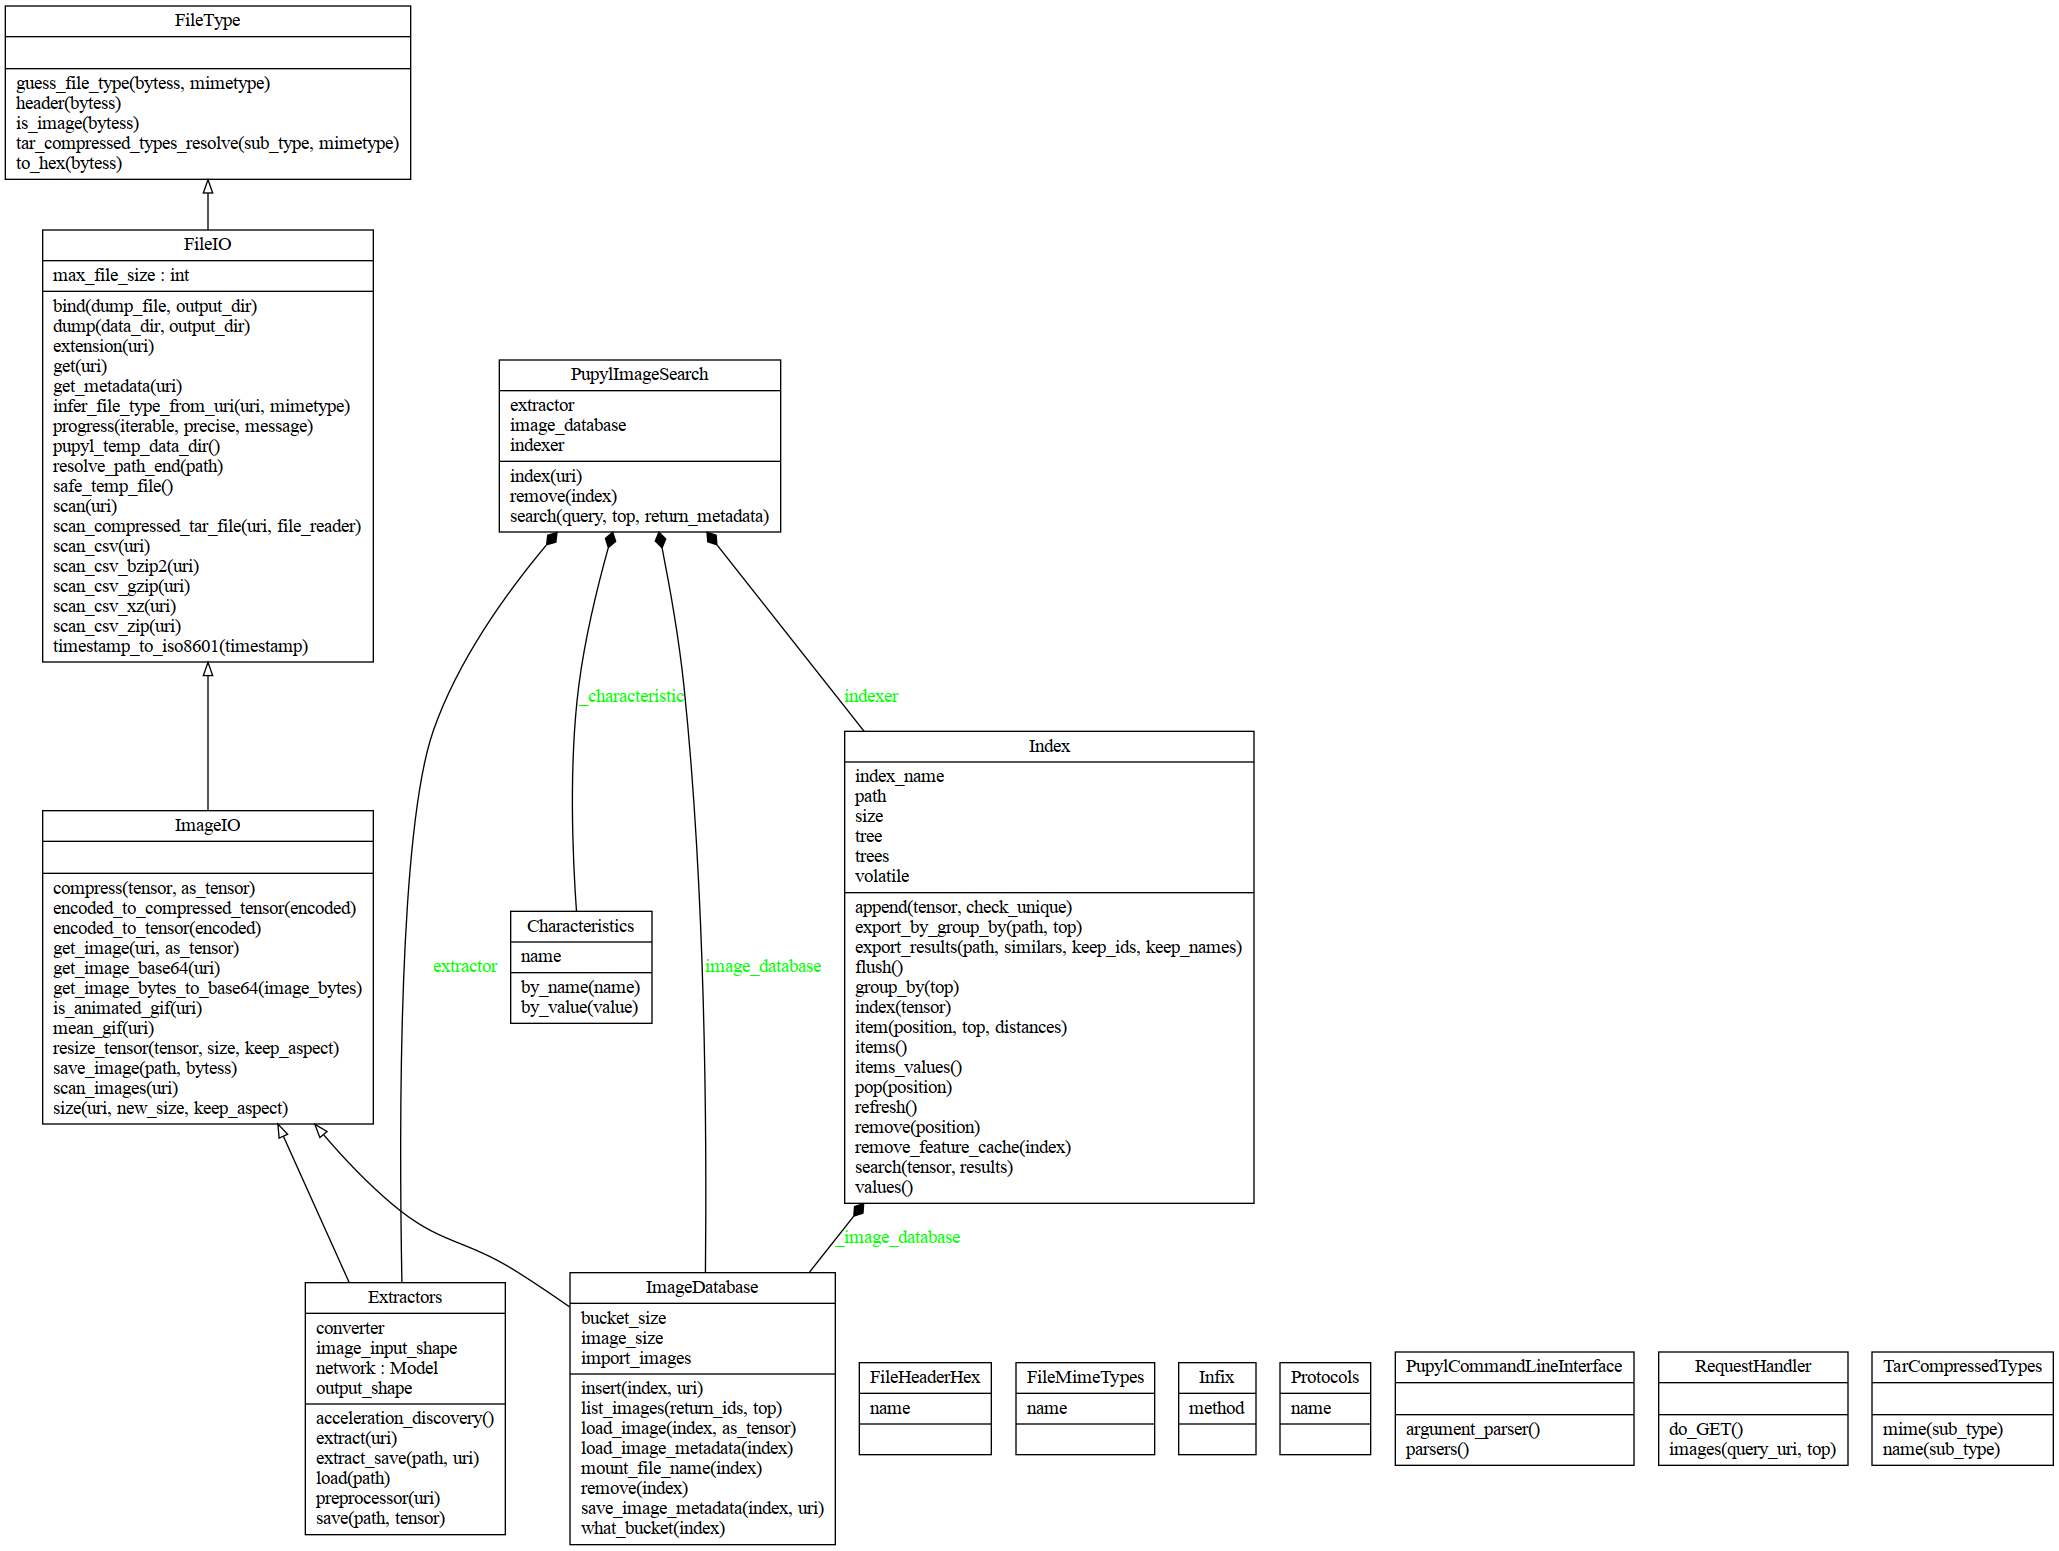 FileType
guess_file_type(bytess, mimetype)
header(bytess)
is_image(bytess)
tar_compressed_types_resolve(sub_type, mimetype)
to_hex(bytess)
FileIO
max_file_size : int
bind(dump_file, output_dir)
dump(data_dir, output_dir)
extension(uri)
get(uri)
get_metadata(uri)
infer_file_type_from_uri(uri, mimetype)
progress(iterable, precise, message)
pupyl_temp_data_dir()
resolve_path_end(path)
safe_temp_file()
scan(uri)
scan_compressed_tar_file(uri, file_reader)
scan_csv(uri)
scan_csv_bzip2(uri)
scan_csv_gzip(uri)
scan_csv_xz(uri)
scan_csv_zip(uri)
timestamp_to_iso8601(timestamp)
PupylImageSearch
extractor
image_database
indexer
index(uri)
remove(index)
search(query, top, return_metadata)
_characteristic
indexer
ImageIO
compress(tensor, as_tensor)
encoded_to_compressed_tensor(encoded)
encoded_to_tensor(encoded)
get_image(uri, as_tensor)
get_image_base64(uri)
get_image_bytes_to_base64(image_bytes)
is_animated_gif(uri)
mean_gif(uri)
resize_tensor(tensor, size, keep_aspect)
save_image(path, bytess)
scan_images(uri)
size(uri, new_size, keep_aspect)
extractor
Characteristics
name
by_name(name)
by_value(value)
image_database
Index
index_name
path
size
tree
trees
volatile
append(tensor, check_unique)
export_by_group_by(path, top)
export_results(path, similars, keep_ids, keep_names)
flush()
group_by(top)
index(tensor)
item(position, top, distances)
items()
items_values()
pop(position)
refresh()
remove(position)
remove_feature_cache(index)
search(tensor, results)
values()
_image_database
Extractors
converter
image_input_shape
network : Model
output_shape
acceleration_discovery()
extract(uri)
extract_save(path, uri)
load(path)
preprocessor(uri)
save(path, tensor)
ImageDatabase
bucket_size
image_size
import_images
insert(index, uri)
list_images(return_ids, top)
load_image(index, as_tensor)
load_image_metadata(index)
mount_file_name(index)
remove(index)
save_image_metadata(index, uri)
what_bucket(index)
FileHeaderHex
name
FileMimeTypes
name
Infix
method
Protocols
name
PupylCommandLineInterface
argument_parser()
parsers()
RequestHandler
do_GET()
images(query_uri, top)
TarCompressedTypes
mime(sub_type)
name(sub_type)